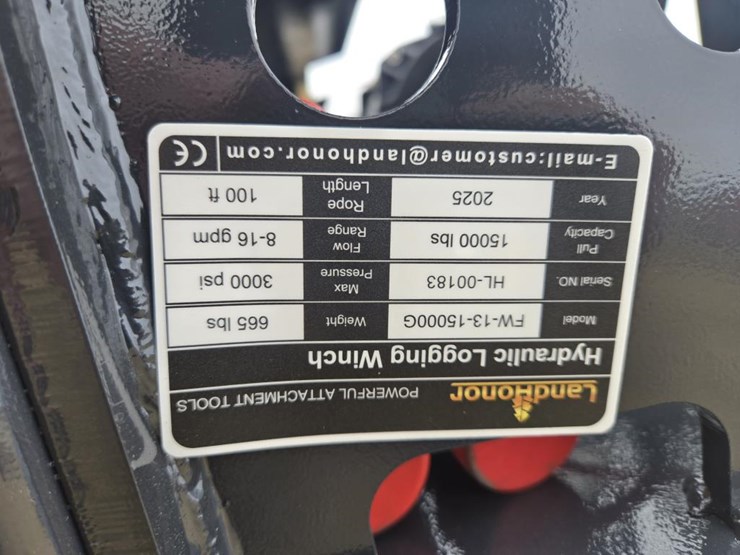 LandHonor POWERFUL ATTACHMENT TOOLS
Hydraulic Logging Winch
Model FW-13-15000G Weight 665 lbs
Serial NO. HL-00183 Max Pressure 3000 psi
Pull Capacity 15000 lbs Flow Range 8-16 gpm
Year 2025 Rope Length 100 ft
E-mail:customer@landhonor.com CE